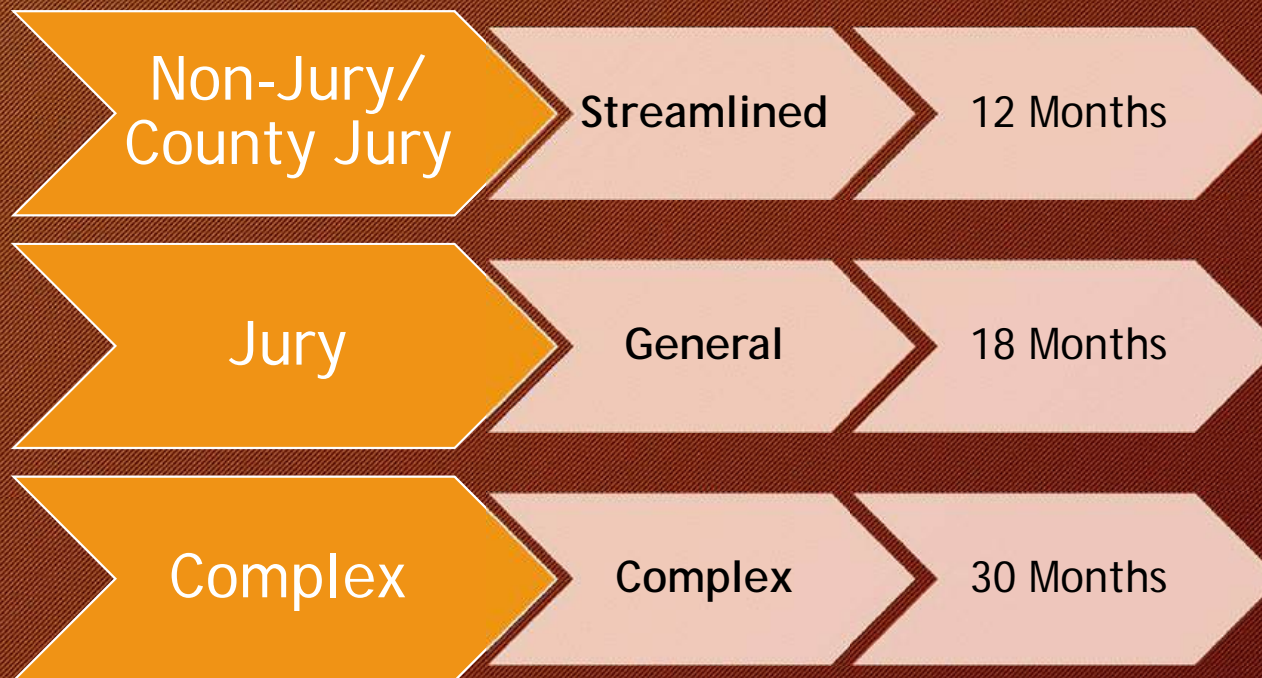 Non-Jury/
County Jury
Streamlined
12 Months
Jury
General
18 Months
Complex
Complex
30 Months